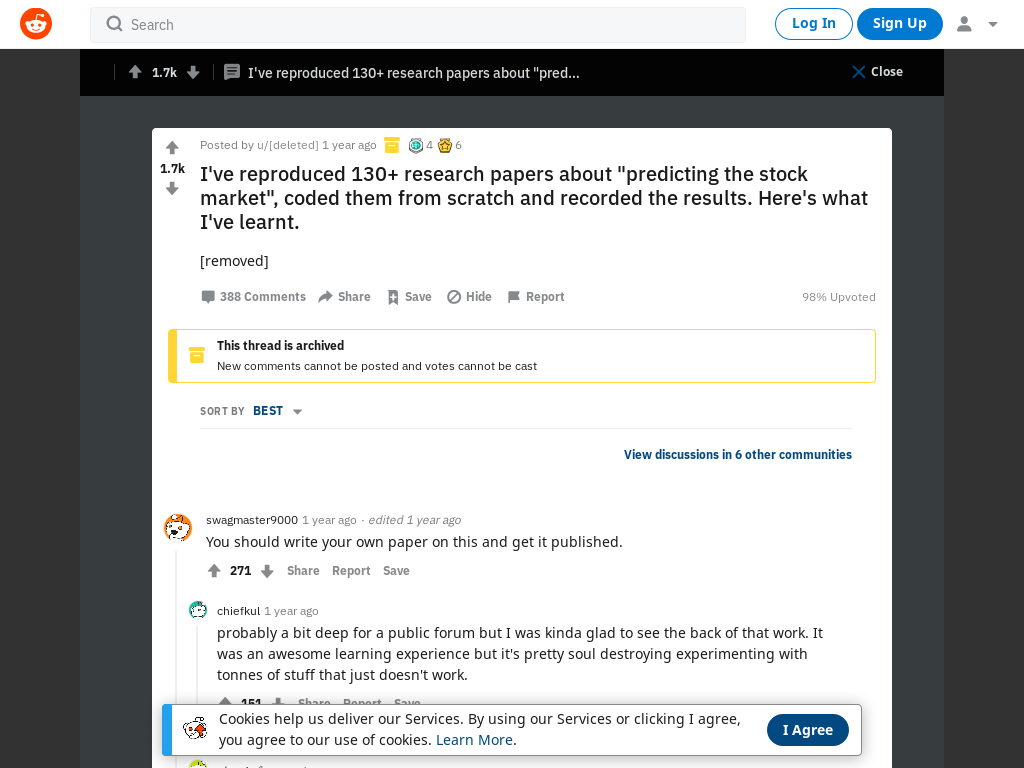 Search
Log In
Sign Up
1.7k
I've reproduced 130+ research papers about "pred...
Close
Posted by u/[deleted] 1 year ago 4 6
1.7k
I've reproduced 130+ research papers about "predicting the stock
market", coded them from scratch and recorded the results. Here's what
I've learnt.
[removed]
388 Comments Share Save Hide Report 98% Upvoted
This thread is archived
New comments cannot be posted and votes cannot be cast
SORT BY BEST
View discussions in 6 other communities
swagmaster9000 1 year ago · edited 1 year ago
You should write your own paper on this and get it published.
271 Share Report Save
chiefkul 1 year ago
probably a bit deep for a public forum but I was kinda glad to see the back of that work. It
was an awesome learning experience but it's pretty soul destroying experimenting with
tonnes of stuff that just doesn't work.
151 Share Report Save
Cookies help us deliver our Services. By using our Services or clicking I agree,
you agree to our use of cookies. Learn More.
I Agree